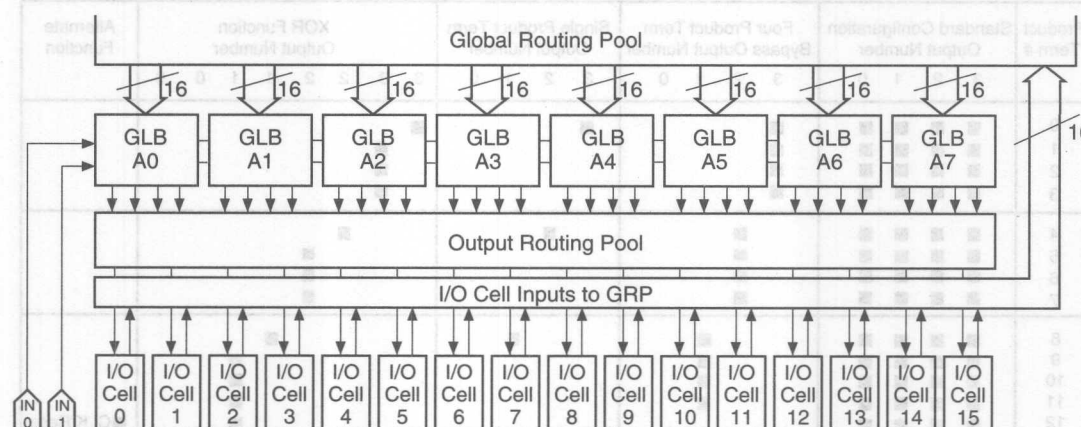 Global Routing Pool
16 16 16 16 16 16 16 16
GLB A0
GLB A1
GLB A2
GLB A3
GLB A4
GLB A5
GLB A6
GLB A7
16
Output Routing Pool
I/O Cell Inputs to GRP
IN 0
IN 1
I/O Cell 0
I/O Cell 1
I/O Cell 2
I/O Cell 3
I/O Cell 4
I/O Cell 5
I/O Cell 6
I/O Cell 7
I/O Cell 8
I/O Cell 9
I/O Cell 10
I/O Cell 11
I/O Cell 12
I/O Cell 13
I/O Cell 14
I/O Cell 15